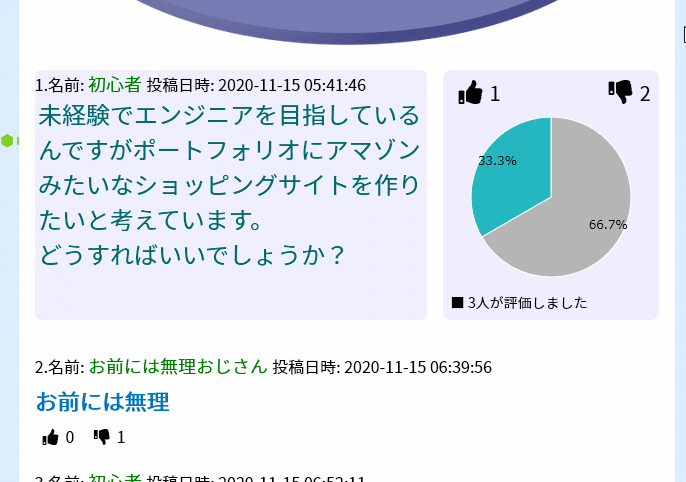 1.名前: 初心者 投稿日時: 2020-11-15 05:41:46
未経験でエンジニアを目指している
んですがポートフォリオにアマゾン
みたいなショッピングサイトを作り
たいと考えています。
どうすればいいでしょうか？
1
2
33.3%
66.7%
■ 3人が評価しました
2.名前: お前には無理おじさん 投稿日時: 2020-11-15 06:39:56
お前には無理
0 1
3.名前: 初心者 投稿日時: 2020-11-15 06:52:11